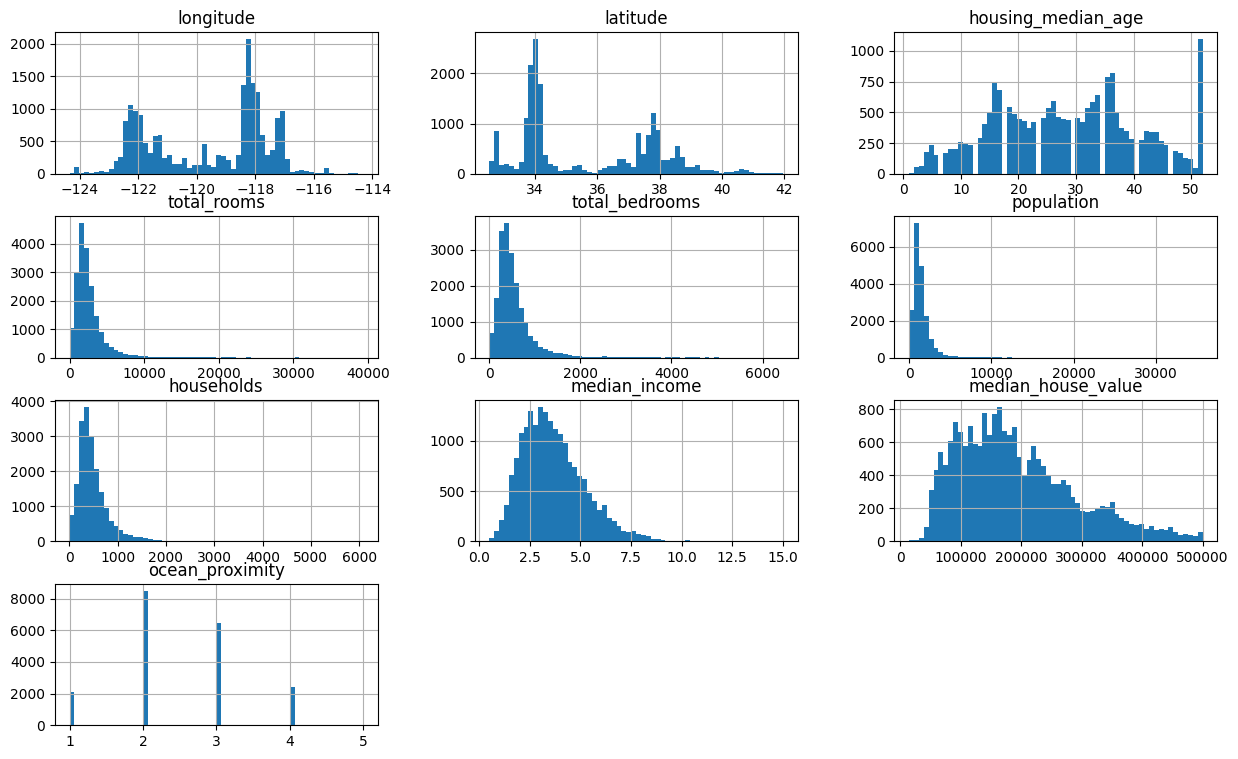 longitude
2000
1500
1000
500
0
−124 −122 −120 −118 −116 −114
latitude
2000
1000
0
34 36 38 40 42
housing_median_age
1000
750
500
250
0
0 10 20 30 40 50
total_rooms
4000
3000
2000
1000
0
0 10000 20000 30000 40000
total_bedrooms
3000
2000
1000
0
0 2000 4000 6000
population
6000
4000
2000
0
0 10000 20000 30000
households
4000
3000
2000
1000
0
0 1000 2000 3000 4000 5000 6000
median_income
1000
500
0
0.0 2.5 5.0 7.5 10.0 12.5 15.0
median_house_value
800
600
400
200
0
0 100000 200000 300000 400000 500000
ocean_proximity
8000
6000
4000
2000
0
1 2 3 4 5